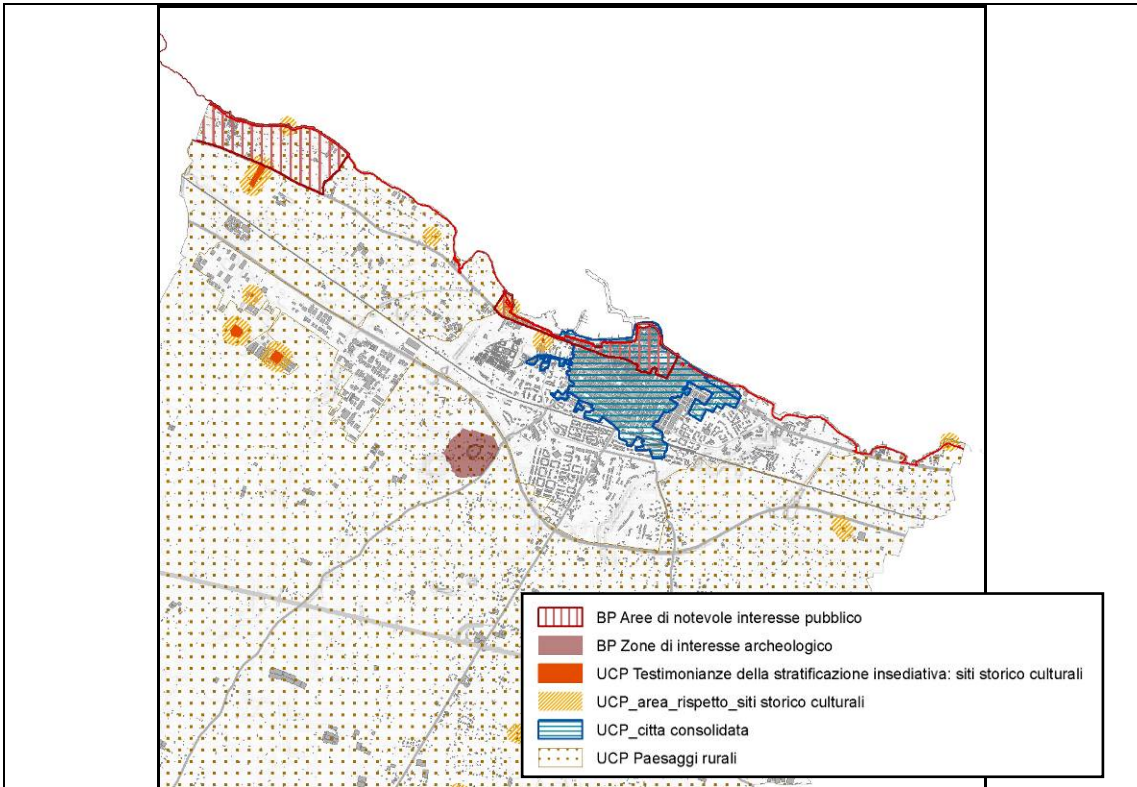 BP Aree di notevole interesse pubblico
BP Zone di interesse archeologico
UCP Testimonianze della stratificazione insediativa: siti storico culturali
UCP_area_rispetto_siti storico culturali
UCP_citta consolidata
UCP Paesaggi rurali